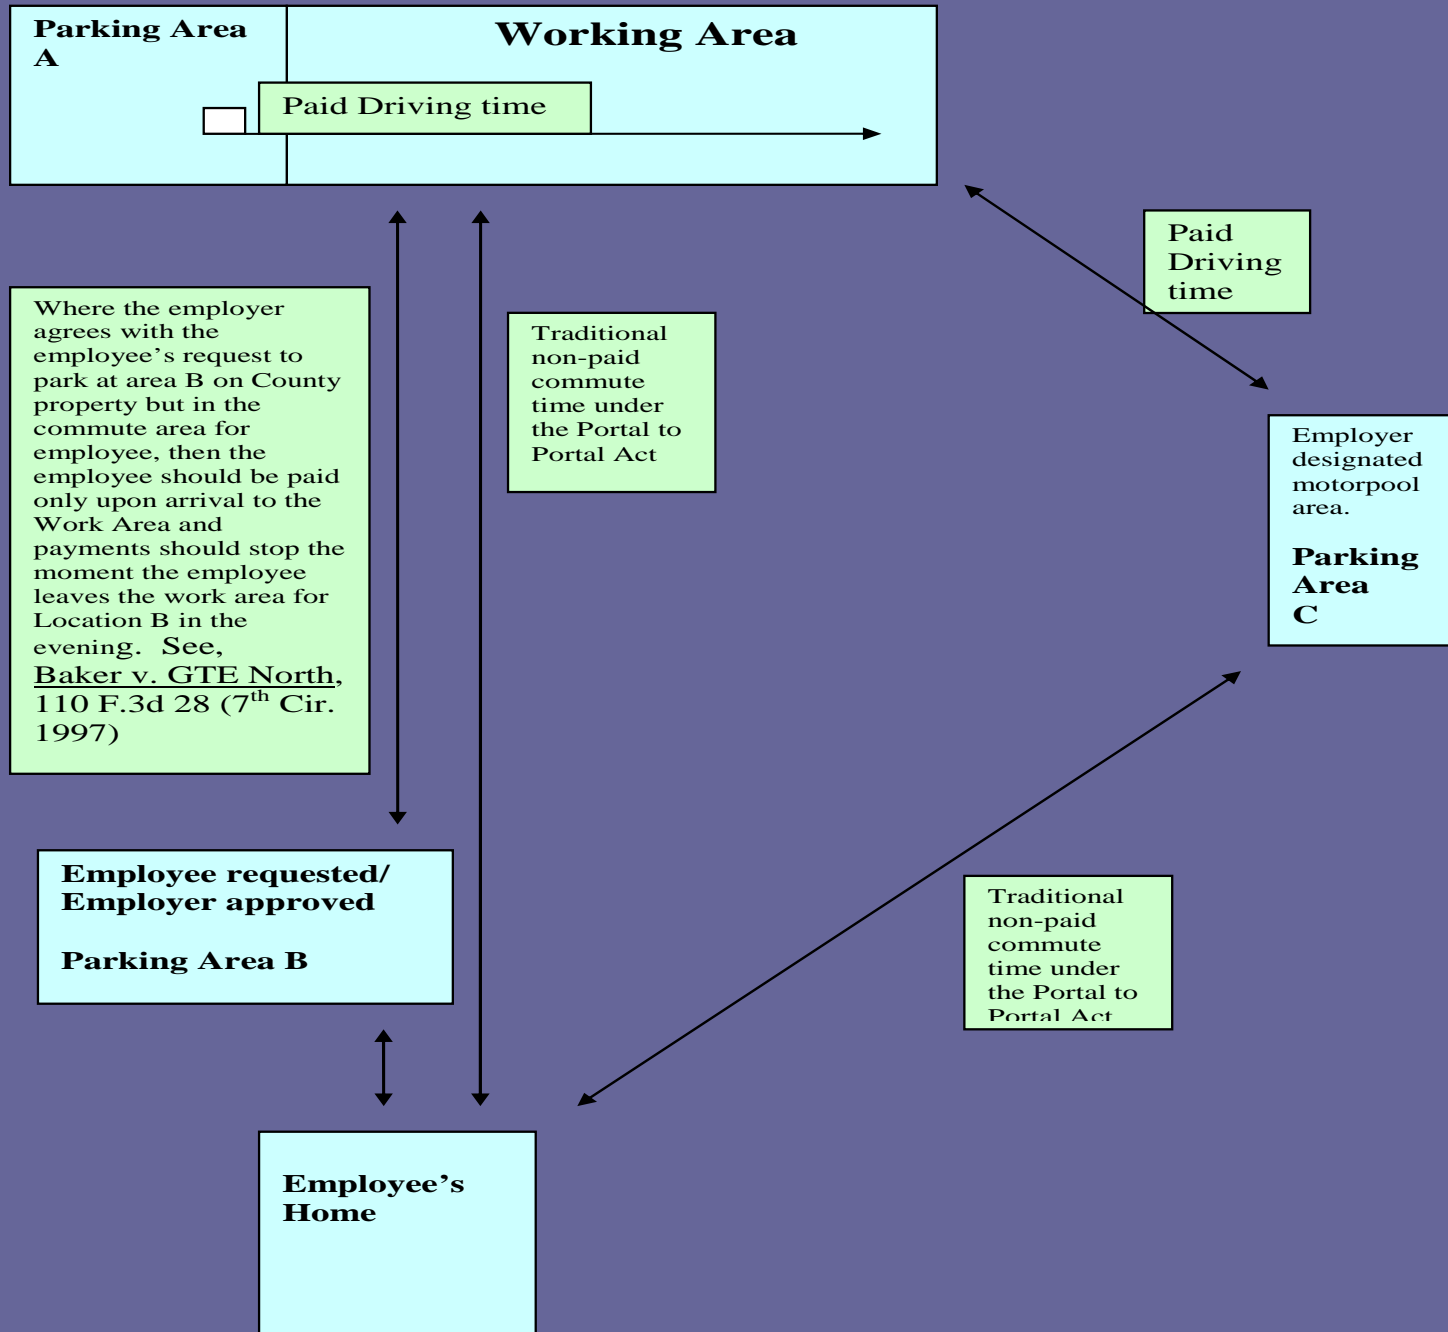 Parking Area
A
Working Area
Paid Driving time
Paid
Driving
time
Where the employer
agrees with the
employee’s request to
park at area B on County
property but in the
commute area for
employee, then the
employee should be paid
only upon arrival to the
Work Area and
payments should stop the
moment the employee
leaves the work area for
Location B in the
evening. See,
Baker v. GTE North,
110 F.3d 28 (7th Cir.
1997)
Traditional
non-paid
commute
time under
the Portal to
Portal Act
Employer
designated
motorpool
area.
Parking
Area
C
Employee requested/
Employer approved
Parking Area B
Traditional
non-paid
commute
time under
the Portal to
Portal Act
Employee’s
Home